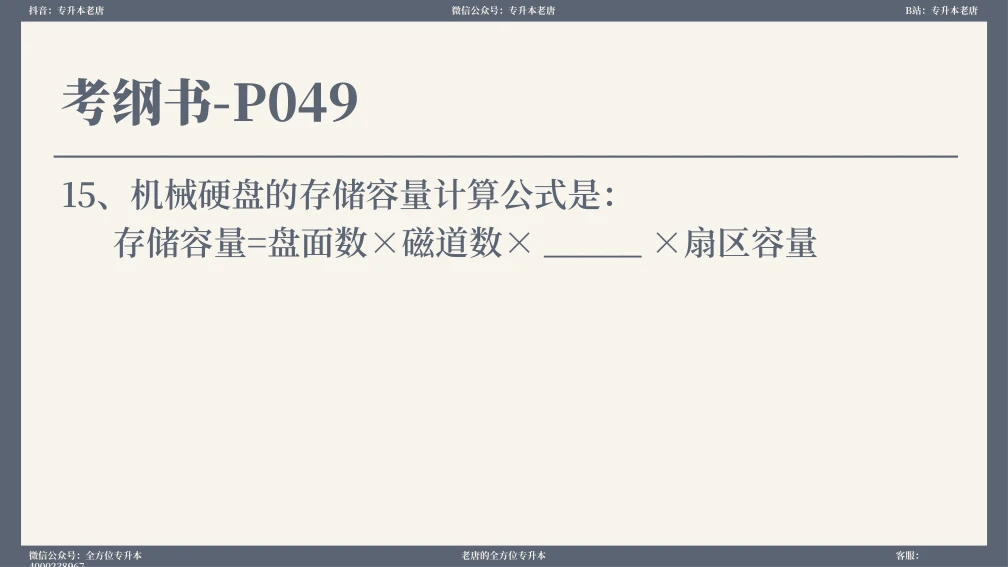 抖音：专升本老唐
微信公众号：专升本老唐
B站：专升本老唐
考纲书-P049
15、机械硬盘的存储容量计算公式是：
存储容量=盘面数×磁道数× ______ ×扇区容量
微信公众号：全方位专升本
老唐的全方位专升本
客服：
4000238967